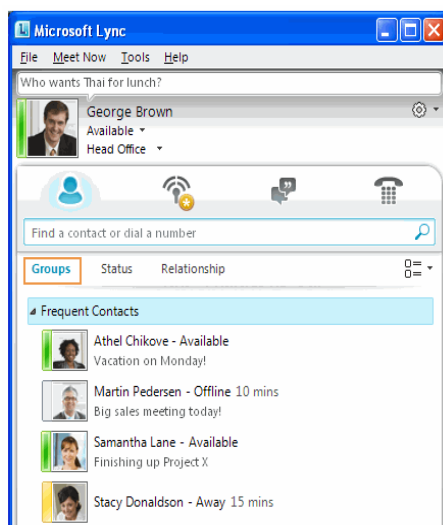 Microsoft Lync
File Meet Now Tools Help
Who wants Thai for lunch?
George Brown
Available
Head Office
Find a contact or dial a number
Groups Status Relationship
Frequent Contacts
Athel Chikove - Available
Vacation on Monday!
Martin Pedersen - Offline 10 mins
Big sales meeting today!
Samantha Lane - Available
Finishing up Project X
Stacy Donaldson - Away 15 mins